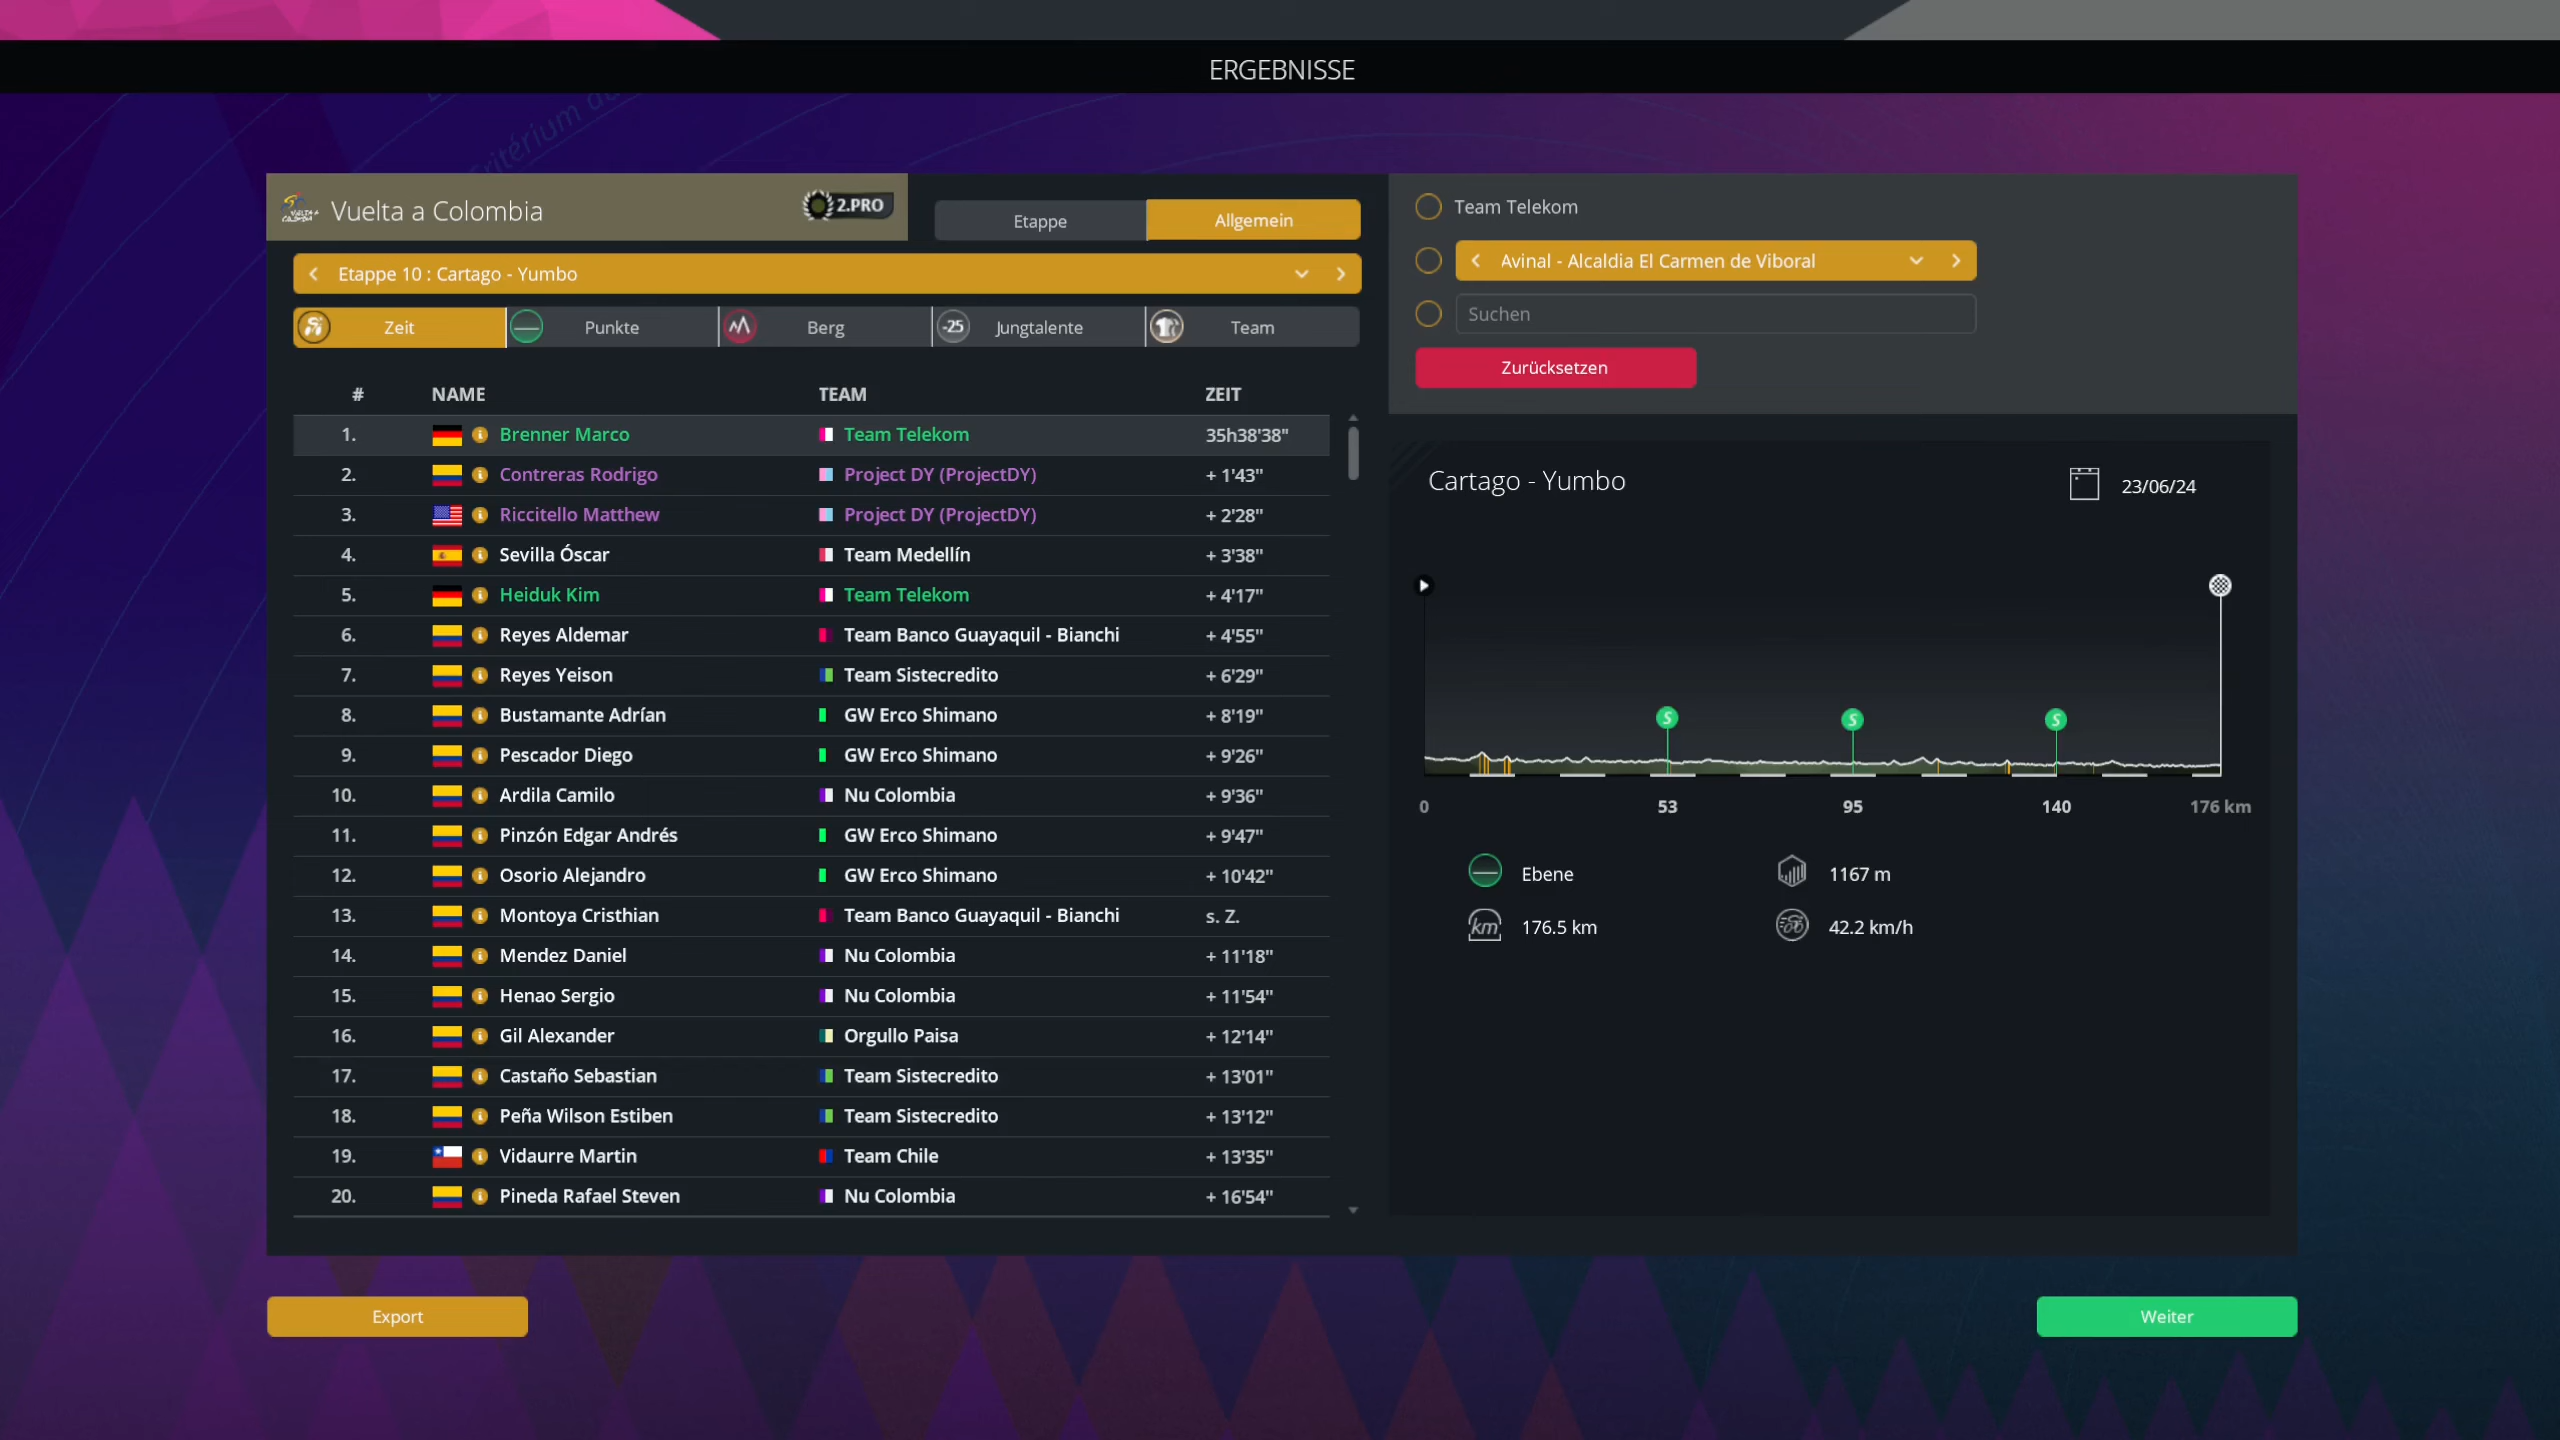 ERGEBNISSE
Vuelta a Colombia
2.PRO
Etappe
Allgemein
Etappe 10 : Cartago - Yumbo
Zeit
Punkte
Berg
-25
Jungtalente
Team
# NAME TEAM ZEIT
1. Brenner Marco Team Telekom 35h38'38"
2. Contreras Rodrigo Project DY (ProjectDY) + 1'43"
3. Riccitello Matthew Project DY (ProjectDY) + 2'28"
4. Sevilla Óscar Team Medellín + 3'38"
5. Heiduk Kim Team Telekom + 4'17"
6. Reyes Aldemar Team Banco Guayaquil - Bianchi + 4'55"
7. Reyes Yeison Team Sistecredito + 6'29"
8. Bustamante Adrían GW Erco Shimano + 8'19"
9. Pescador Diego GW Erco Shimano + 9'26"
10. Ardila Camilo Nu Colombia + 9'36"
11. Pinzón Edgar Andrés GW Erco Shimano + 9'47"
12. Osorio Alejandro GW Erco Shimano + 10'42"
13. Montoya Cristhian Team Banco Guayaquil - Bianchi s. Z.
14. Mendez Daniel Nu Colombia + 11'18"
15. Henao Sergio Nu Colombia + 11'54"
16. Gil Alexander Orgullo Paisa + 12'14"
17. Castaño Sebastian Team Sistecredito + 13'01"
18. Peña Wilson Estiben Team Sistecredito + 13'12"
19. Vidaurre Martin Team Chile + 13'35"
20. Pineda Rafael Steven Nu Colombia + 16'54"
Team Telekom
Avinal - Alcaldia El Carmen de Viboral
Suchen
Zurücksetzen
Cartago - Yumbo
23/06/24
S S S
0 53 95 140 176 km
Ebene
1167 m
km 176.5 km
42.2 km/h
Export
Weiter